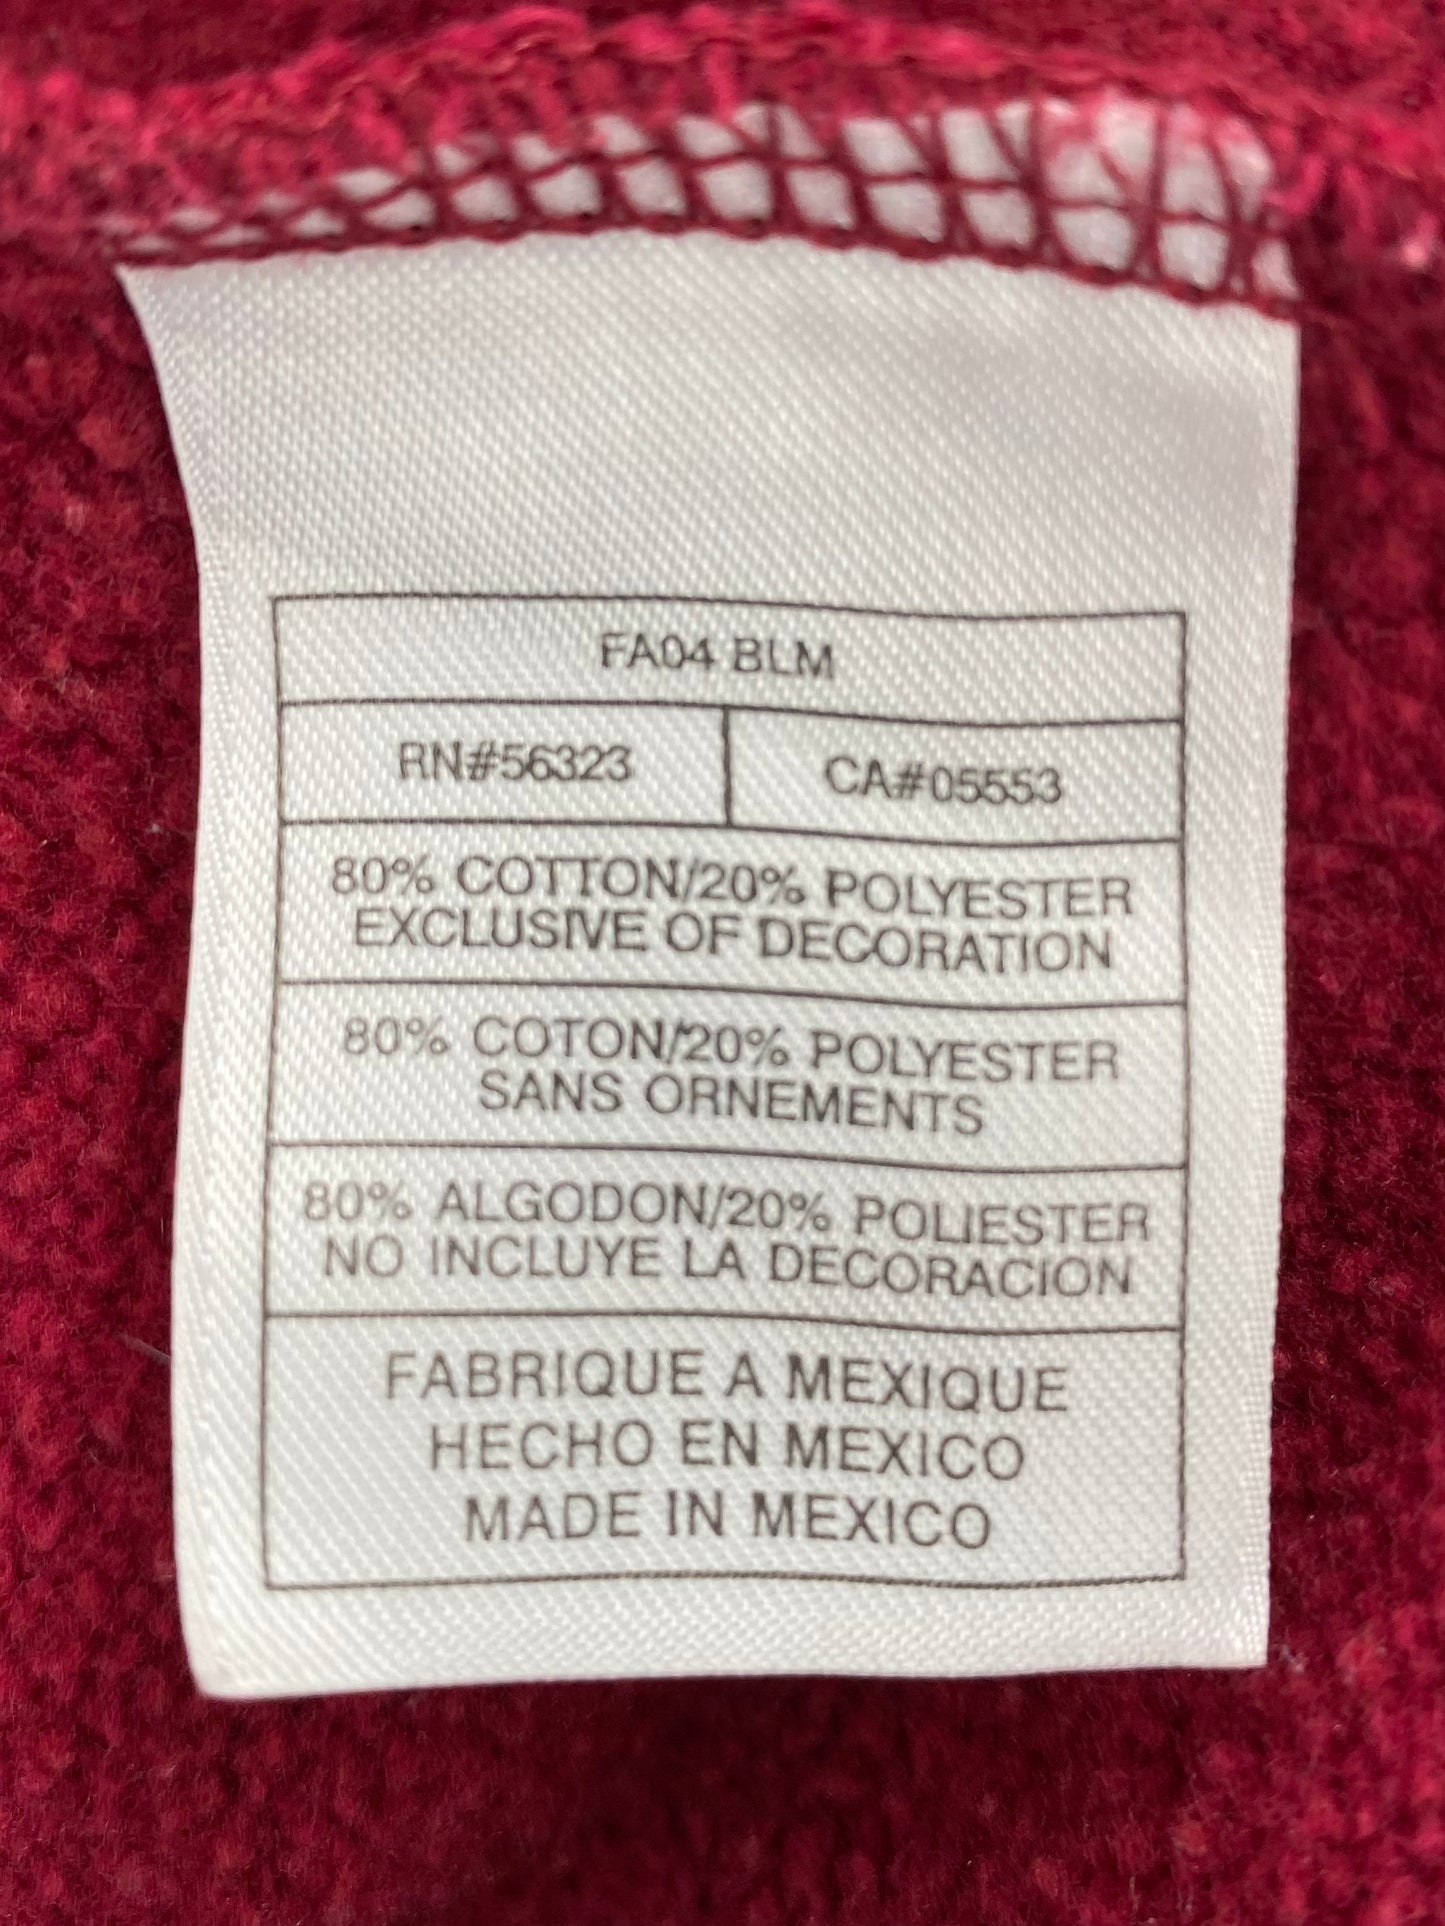 FA04 BLM
RN#56323 CA#05553
80% COTTON/20% POLYESTER
EXCLUSIVE OF DECORATION
80% COTON/20% POLYESTER
SANS ORNEMENTS
80% ALGODON/20% POLIESTER
NO INCLUYE LA DECORACION
FABRIQUE A MEXIQUE
HECHO EN MEXICO
MADE IN MEXICO